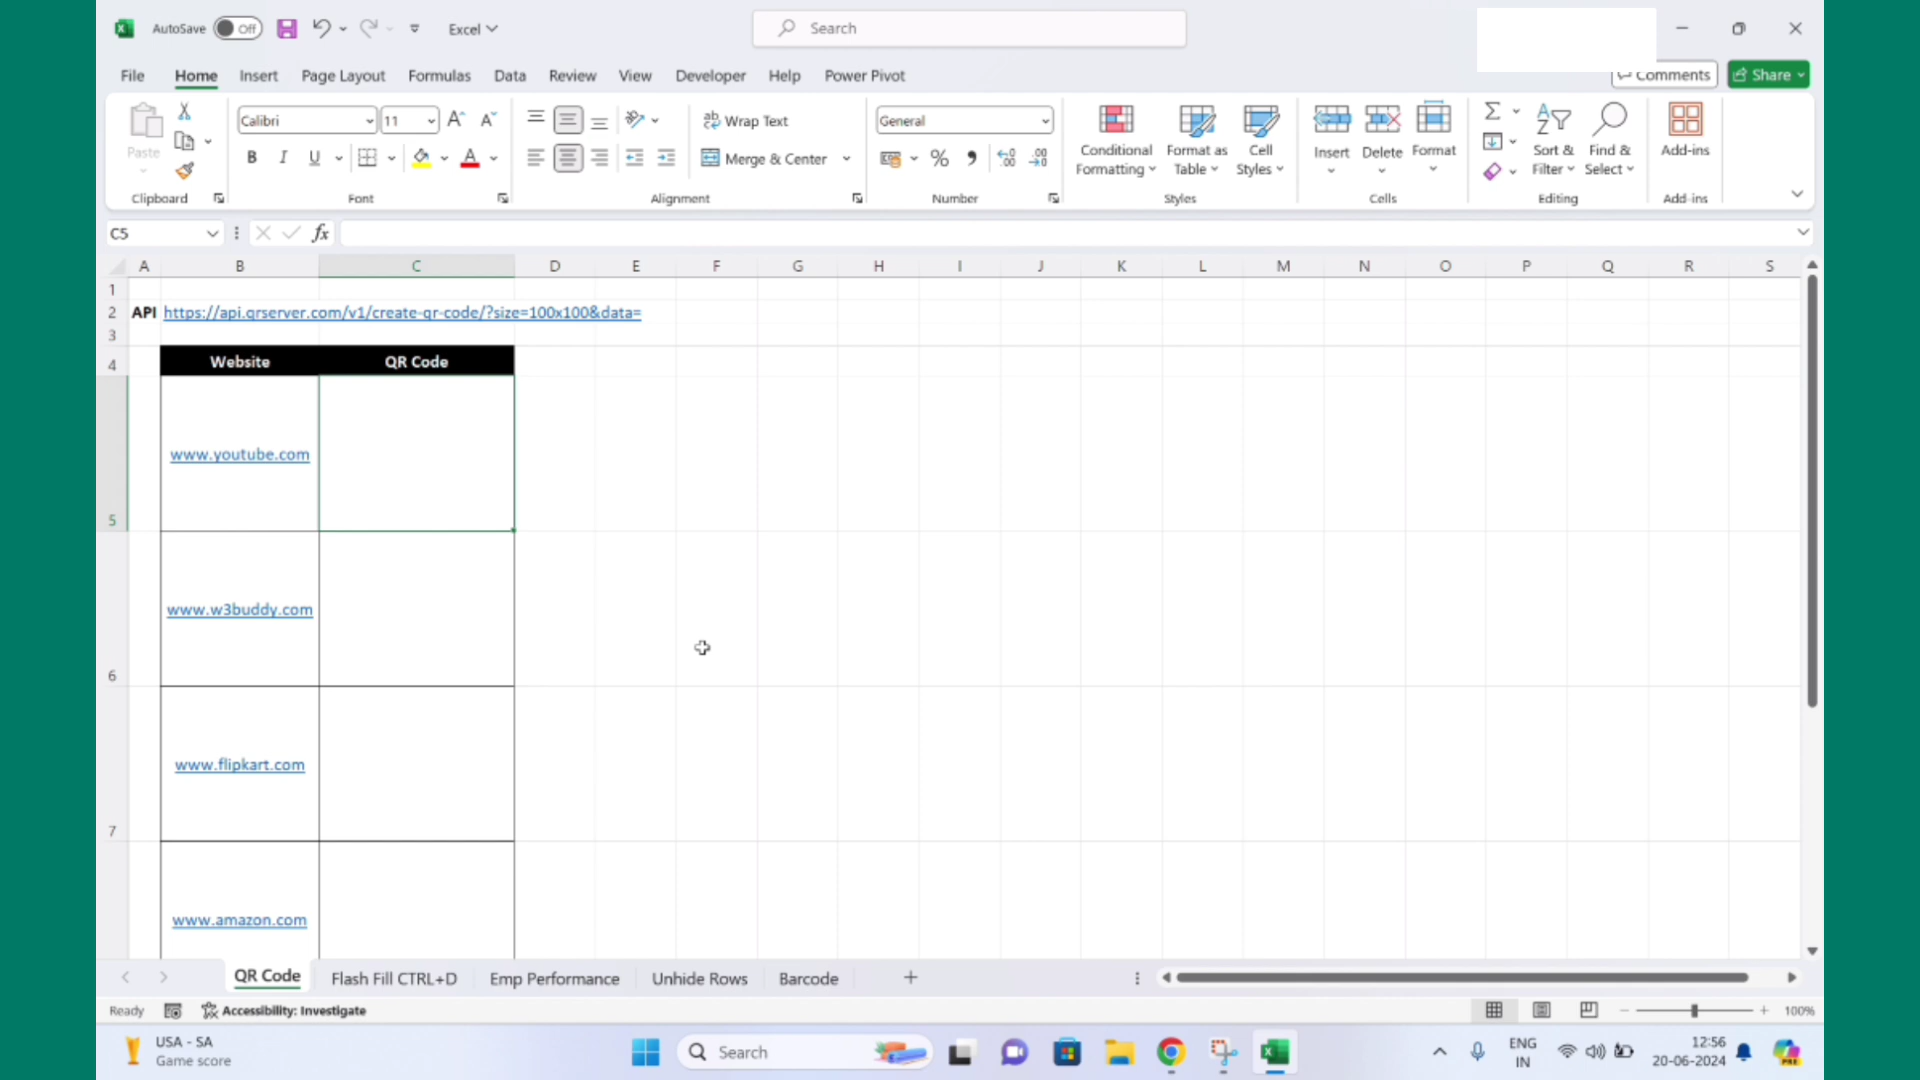 AutoSave Off Excel Search
File Home Insert Page Layout Formulas Data Review View Developer Help Power Pivot Comments Share
Calibri 11 Wrap Text General
Paste B I U Merge & Center % Conditional Formatting Format as Table Cell Styles Insert Delete Format Sort & Filter Find & Select Add-ins
Clipboard Font Alignment Number Styles Cells Editing Add-ins
C5 fx
A B C D E F G H I J K L M N O P Q R S
1
2 API https://api.qrserver.com/v1/create-qr-code/?size=100x100&data=
3
4 Website QR Code
www.youtube.com
5
www.w3buddy.com
6
www.flipkart.com
7
www.amazon.com
QR Code Flash Fill CTRL+D Emp Performance Unhide Rows Barcode +
Ready Accessibility: Investigate 100%
USA - SA Search ENG 12:56
Game score IN 20-06-2024 PRE